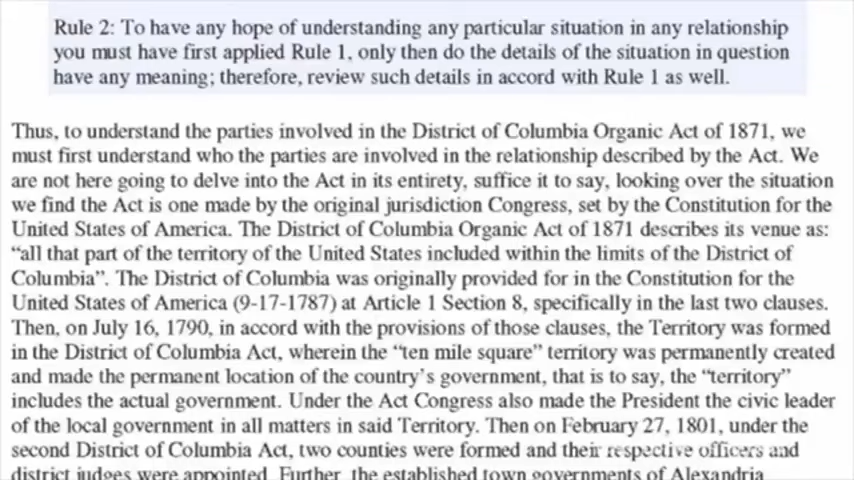 Rule 2: To have any hope of understanding any particular situation in any relationship
you must have first applied Rule 1, only then do the details of the situation in question
have any meaning; therefore, review such details in accord with Rule 1 as well.
Thus, to understand the parties involved in the District of Columbia Organic Act of 1871, we
must first understand who the parties are involved in the relationship described by the Act. We
are not here going to delve into the Act in its entirety, suffice it to say, looking over the situation
we find the Act is one made by the original jurisdiction Congress, set by the Constitution for the
United States of America. The District of Columbia Organic Act of 1871 describes its venue as:
“all that part of the territory of the United States included within the limits of the District of
Columbia”. The District of Columbia was originally provided for in the Constitution for the
United States of America (9-17-1787) at Article 1 Section 8, specifically in the last two clauses.
Then, on July 16, 1790, in accord with the provisions of those clauses, the Territory was formed
in the District of Columbia Act, wherein the “ten mile square” territory was permanently created
and made the permanent location of the country’s government, that is to say, the “territory”
includes the actual government. Under the Act Congress also made the President the civic leader
of the local government in all matters in said Territory. Then on February 27, 1801, under the
second District of Columbia Act, two counties were formed and their respective officers and
district judges were appointed. Further, the established town governments of Alexandria